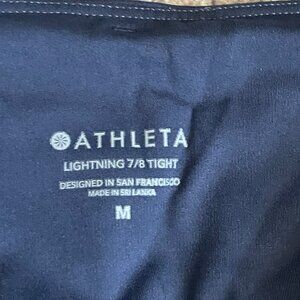 ATHLETA
LIGHTNING 7/8 TIGHT
DESIGNED IN SAN FRANCISCO
MADE IN SRI LANKA
M